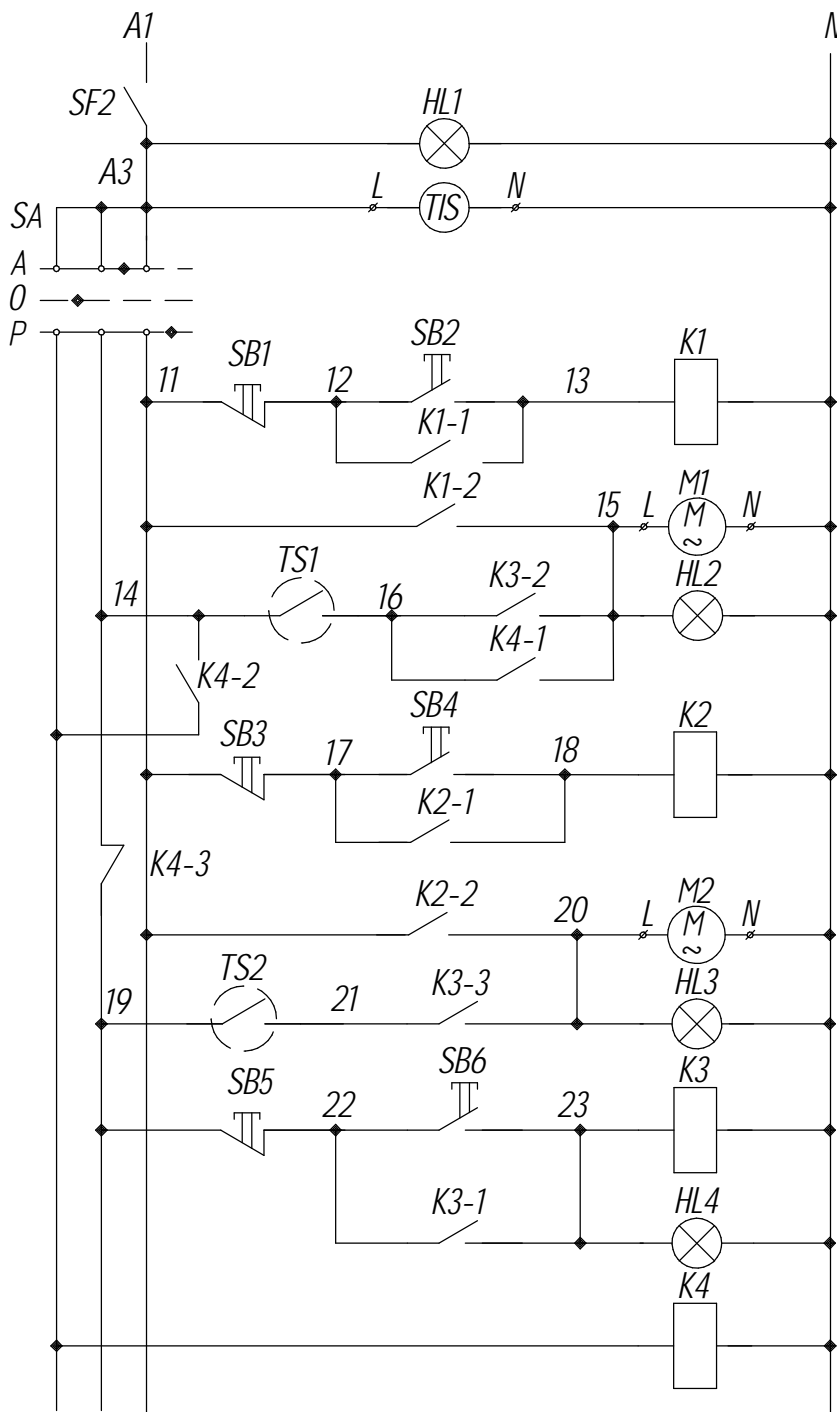 A1 N
SF2 HL1
A3 L TIS N
SA
A
0
P
SB1 SB2 K1
11 12 13
K1-1
K1-2 15 L M1 N
M
~
TS1 HL2
14 16 K3-2
K4-1
K4-2
SB3 SB4 K2
17 18
K2-1
K4-3
K2-2 20 L M2 N
M
~
TS2 HL3
19 21 K3-3
SB5 SB6 K3
22 23
K3-1 HL4
K4